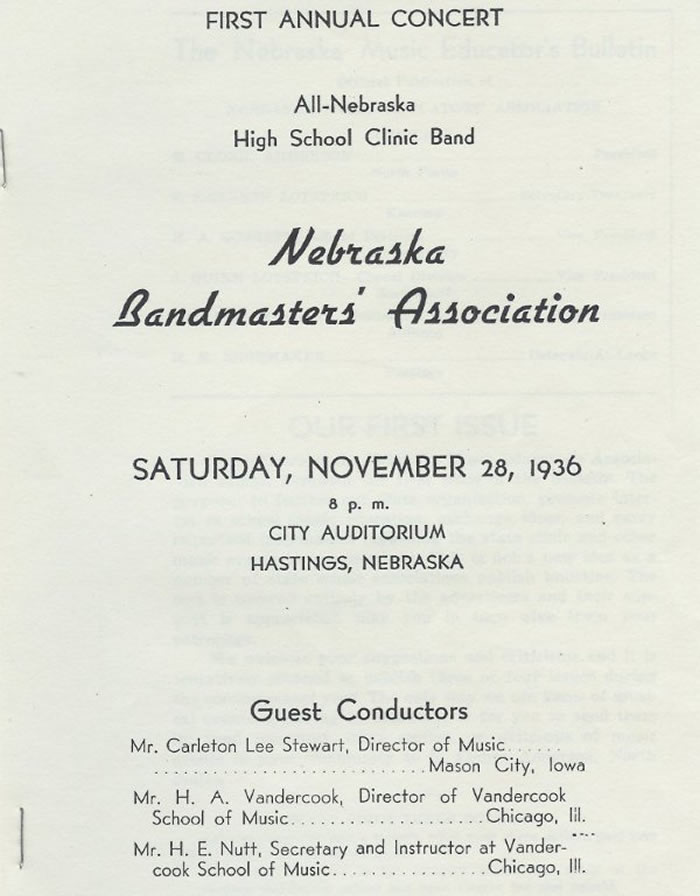 FIRST ANNUAL CONCERT
All-Nebraska
High School Clinic Band
Nebraska
Bandmasters' Association
SATURDAY, NOVEMBER 28, 1936
8 p. m.
CITY AUDITORIUM
HASTINGS, NEBRASKA
Guest Conductors
Mr. Carleton Lee Stewart, Director of Music......
...........................Mason City, Iowa
Mr. H. A. Vandercook, Director of Vandercook
School of Music...................Chicago, Ill.
Mr. H. E. Nutt, Secretary and Instructor at Vander-
cook School of Music...............Chicago, Ill.